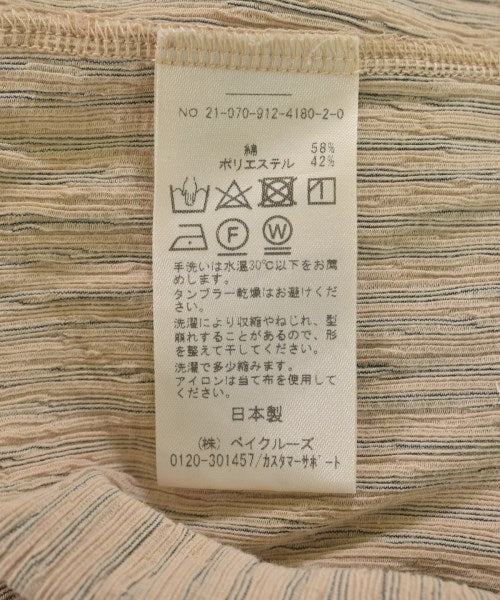 NO 21-070-912-4180-2-0
綿 58%
ポリエステル 42%
F W
手洗いは水温30℃以下をお薦
めします。
タンブラー乾燥はお避けくださ
い。
洗濯により収縮やねじれ、型
崩れすることがあるので、形
を整えて干してください。
洗濯で多少縮みます。
アイロンは当て布を使用して
ください。
日本製
(株) ベイクルーズ
0120-301457/カスタマーサポート